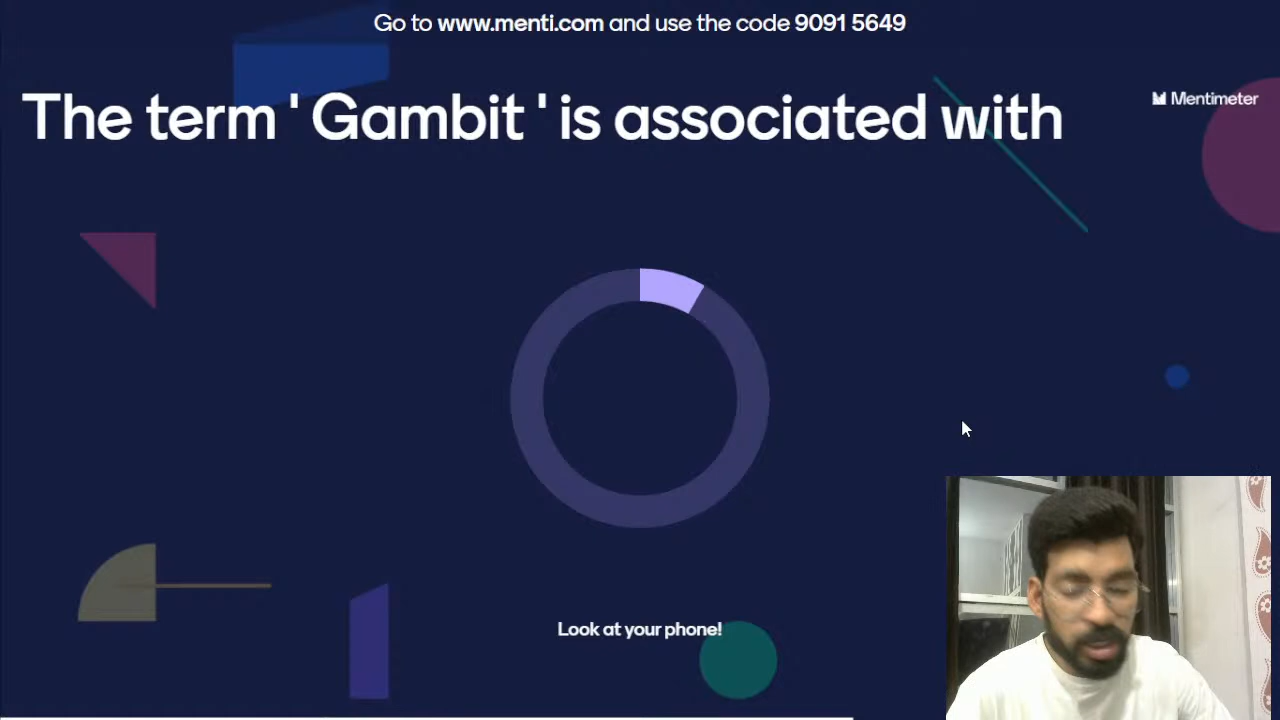 Go to www.menti.com and use the code 9091 5649
The term ' Gambit ' is associated with
Mentimeter
Look at your phone!